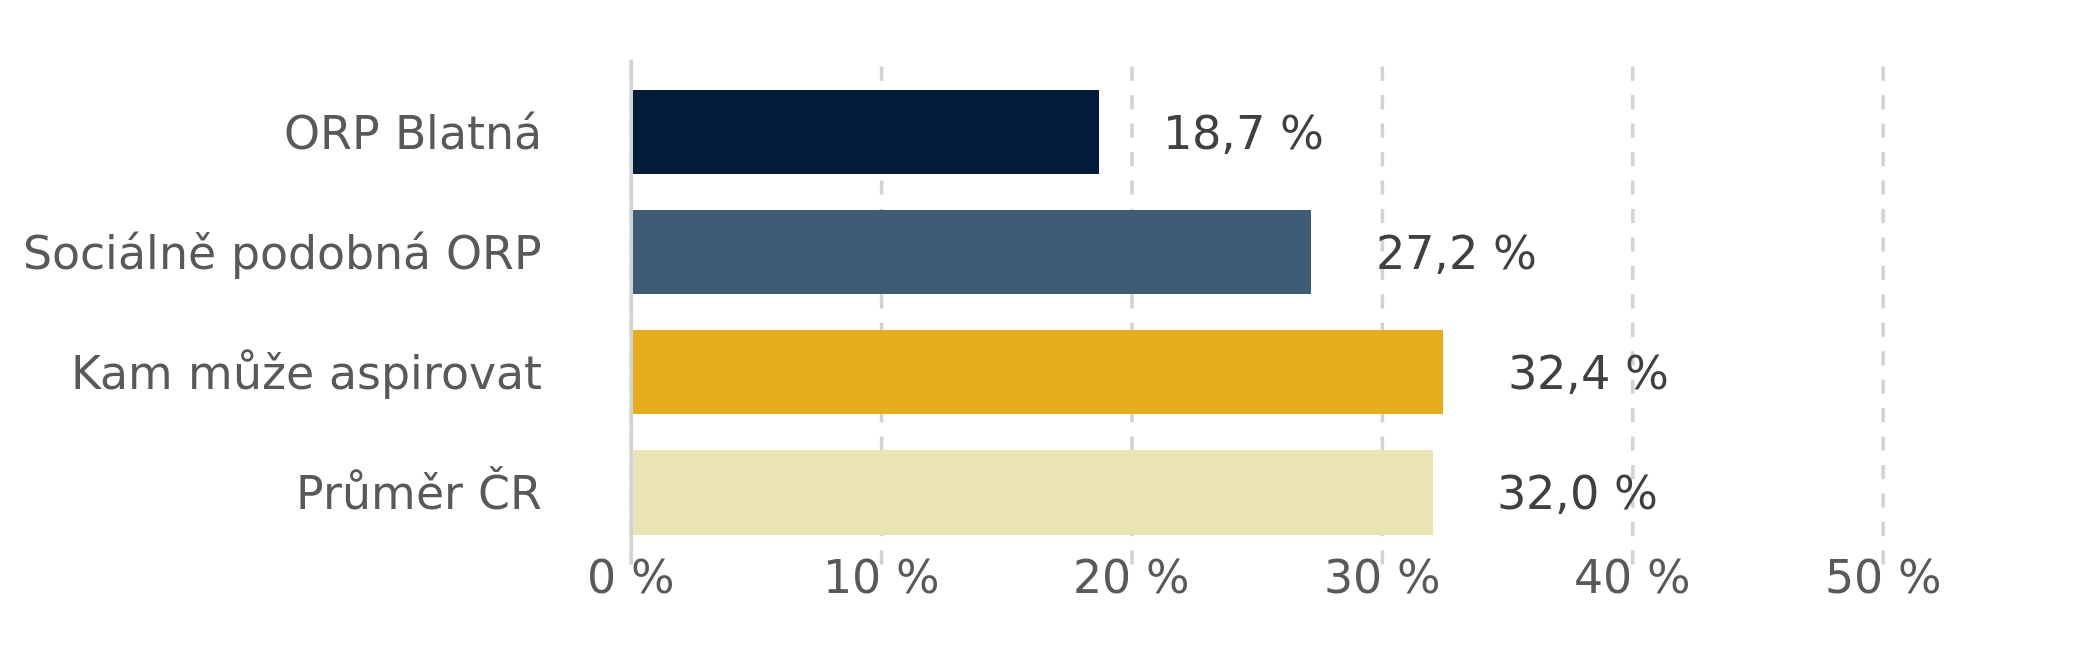 ORP Blatná 18,7 %
Sociálně podobná ORP 27,2 %
Kam může aspirovat 32,4 %
Průměr ČR 32,0 %
0 % 10 % 20 % 30 % 40 % 50 %